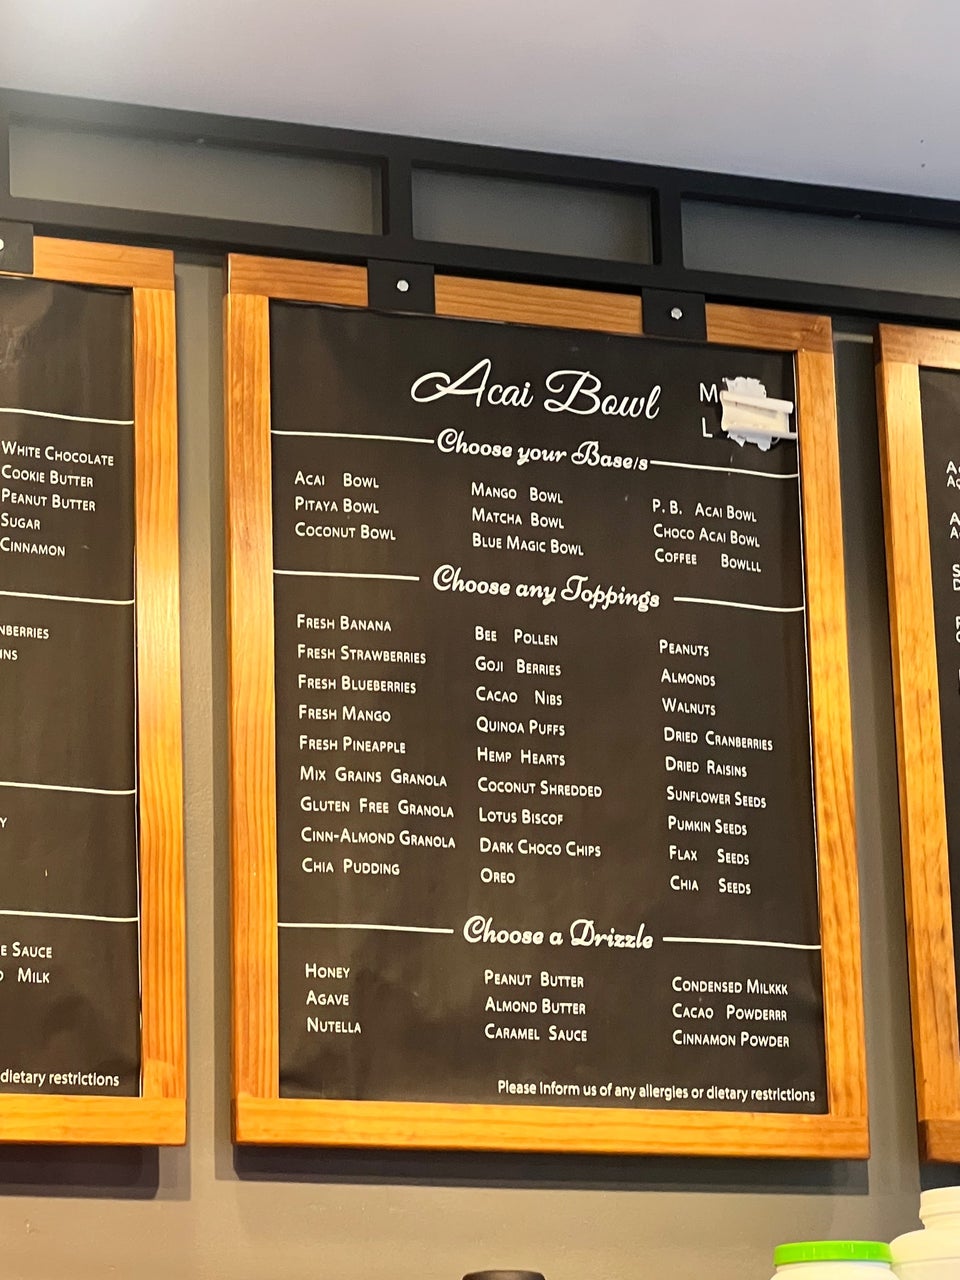 White Chocolate
Cookie Butter
Peanut Butter
Sugar
Cinnamon
Sauce
Milk
dietary restrictions
Acai Bowl
M
L
Choose your Base/s
Acai Bowl
Pitaya Bowl
Coconut Bowl
Mango Bowl
Matcha Bowl
Blue Magic Bowl
P. B. Acai Bowl
Choco Acai Bowl
Coffee Bowlll
Choose any Toppings
Fresh Banana
Fresh Strawberries
Fresh Blueberries
Fresh Mango
Fresh Pineapple
Mix Grains Granola
Gluten Free Granola
Cinn-Almond Granola
Chia Pudding
Bee Pollen
Goji Berries
Cacao Nibs
Quinoa Puffs
Hemp Hearts
Coconut Shredded
Lotus Biscof
Dark Choco Chips
Oreo
Peanuts
Almonds
Walnuts
Dried Cranberries
Dried Raisins
Sunflower Seeds
Pumkin Seeds
Flax Seeds
Chia Seeds
Choose a Drizzle
Honey
Agave
Nutella
Peanut Butter
Almond Butter
Caramel Sauce
Condensed Milkkk
Cacao Powderrr
Cinnamon Powder
Please inform us of any allergies or dietary restrictions